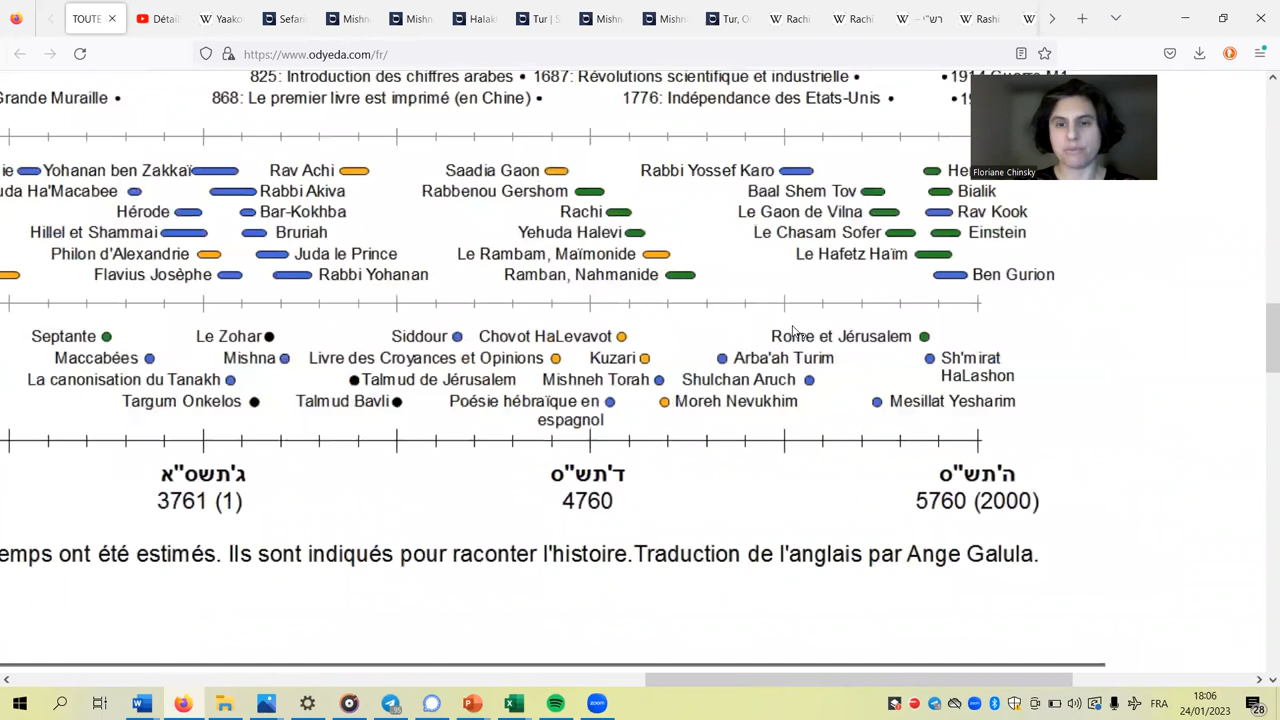 TOUTE
Détail
Yaako
Sefari
Mishn
Mishn
Halak
Tur | S
Mishn
Mishn
Tur, O
Rachi
Rachi
רש"י –
Rashi
https://www.odyeda.com/fr/
825: Introduction des chiffres arabes • 1687: Révolutions scientifique et industrielle •
Grande Muraille •
868: Le premier livre est imprimé (en Chine) •
1776: Indépendance des Etats-Unis •
Floriane Chinsky
ie
Yohanan ben Zakkaï
Rav Achi
Saadia Gaon
Rabbi Yossef Karo
He
uda Ha'Macabee
Rabbi Akiva
Rabbenou Gershom
Baal Shem Tov
Bialik
Hérode
Bar-Kokhba
Rachi
Le Gaon de Vilna
Rav Kook
Hillel et Shammai
Bruriah
Yehuda Halevi
Le Chasam Sofer
Einstein
Philon d'Alexandrie
Juda le Prince
Le Rambam, Maïmonide
Le Hafetz Haïm
Flavius Josèphe
Rabbi Yohanan
Ramban, Nahmanide
Ben Gurion
Septante
Le Zohar
Siddour
Chovot HaLevavot
Rome et Jérusalem
Maccabées
Mishna
Livre des Croyances et Opinions
Kuzari
Arba'ah Turim
Sh'mirat
HaLashon
La canonisation du Tanakh
Talmud de Jérusalem
Mishneh Torah
Shulchan Aruch
Targum Onkelos
Talmud Bavli
Poésie hébraïque en
espagnol
Moreh Nevukhim
Mesillat Yesharim
ג'תשס"א
3761 (1)
ד'תש"ס
4760
ה'תש"ס
5760 (2000)
emps ont été estimés. Ils sont indiqués pour raconter l'histoire.Traduction de l'anglais par Ange Galula.
95
FRA
18:06
24/01/2023
28